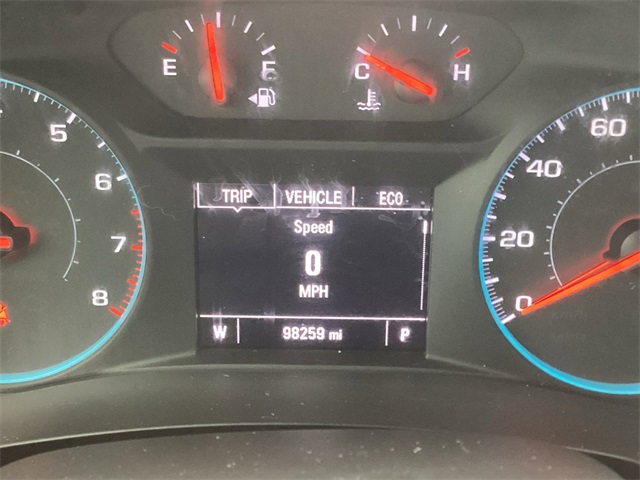 E F
C H
5
6
7
8
TRIP VEHICLE ECO
Speed
0
MPH
W 98259 mi P
60
40
20
0